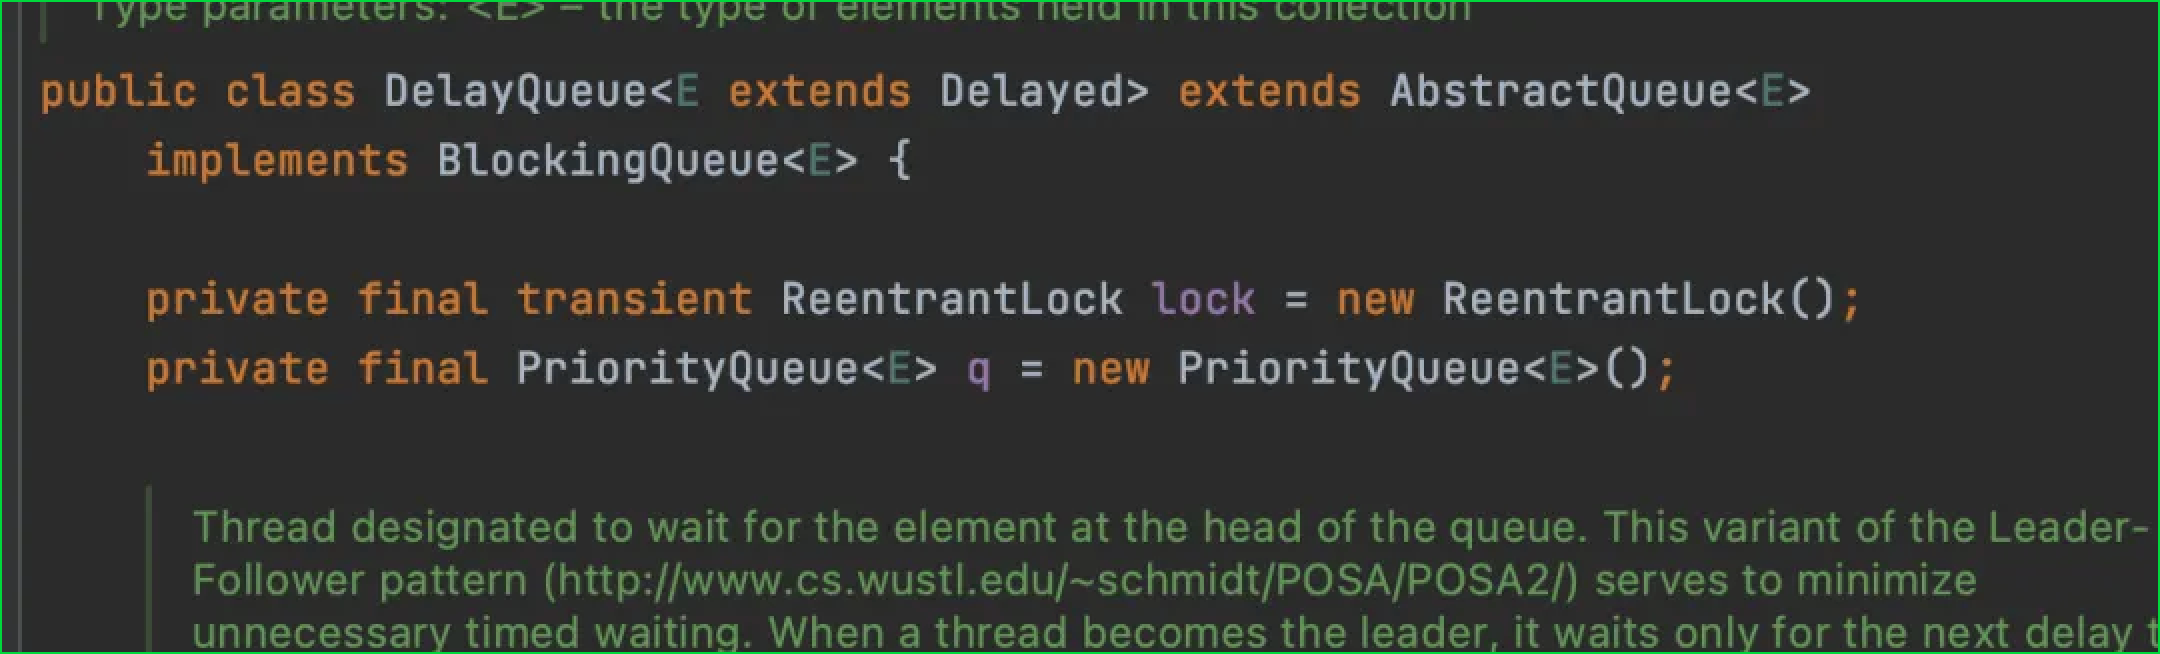 Type parameters: <E> – the type of elements held in this collection
public class DelayQueue<E extends Delayed> extends AbstractQueue<E>
implements BlockingQueue<E> {
private final transient ReentrantLock lock = new ReentrantLock();
private final PriorityQueue<E> q = new PriorityQueue<E>();
Thread designated to wait for the element at the head of the queue. This variant of the Leader-
Follower pattern (http://www.cs.wustl.edu/~schmidt/POSA/POSA2/) serves to minimize
unnecessary timed waiting. When a thread becomes the leader, it waits only for the next delay